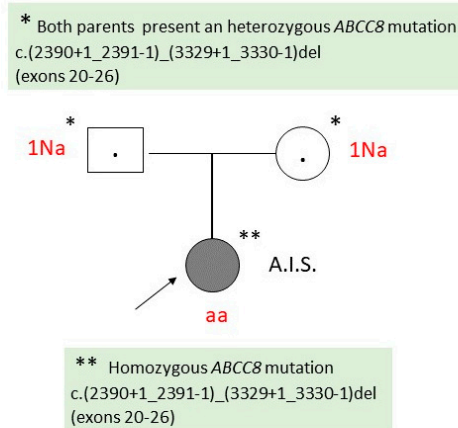 * Both parents present an heterozygous ABCC8 mutation
c.(2390+1_2391-1)_(3329+1_3330-1)del
(exons 20-26)
* *
1Na 1Na
** A.I.S.
aa
** Homozygous ABCC8 mutation
c.(2390+1_2391-1)_(3329+1_3330-1)del
(exons 20-26)